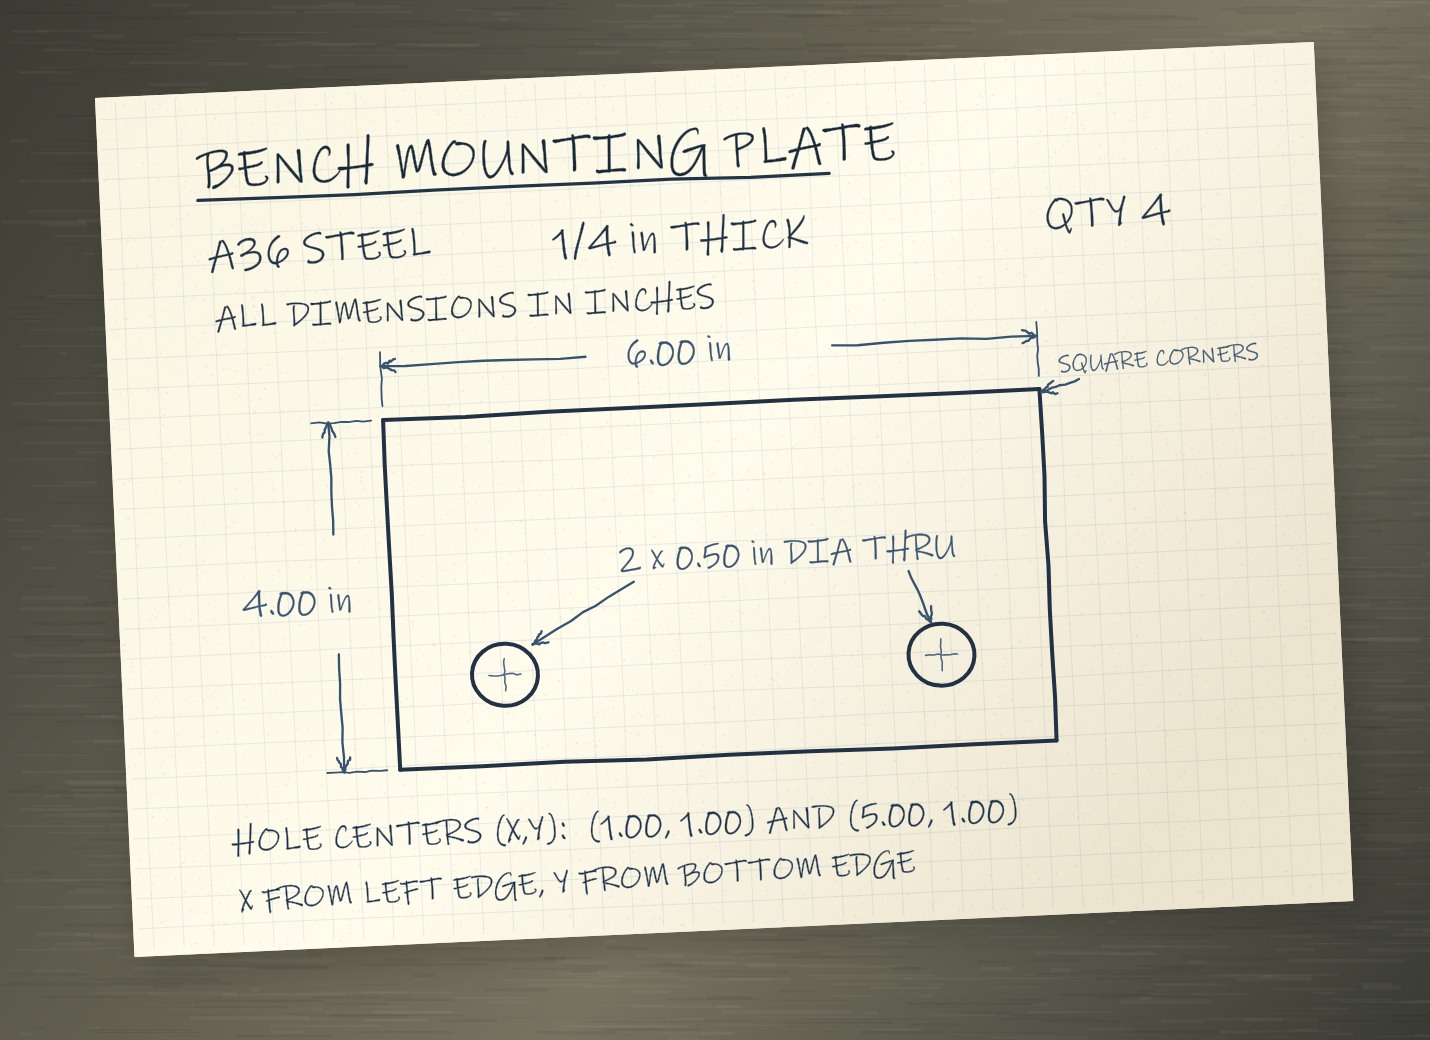 BENCH MOUNTING PLATE
A36 STEEL 1/4 in THICK QTY 4
ALL DIMENSIONS IN INCHES
6.00 in
SQUARE CORNERS
2 x 0.50 in DIA THRU
4.00 in
HOLE CENTERS (X,Y): (1.00, 1.00) AND (5.00, 1.00)
X FROM LEFT EDGE, Y FROM BOTTOM EDGE